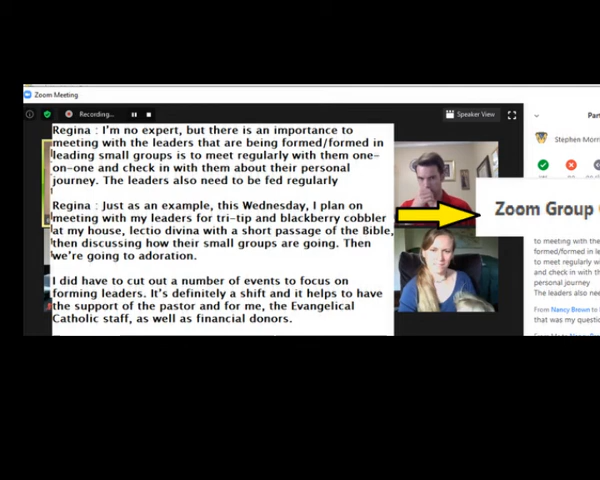 Zoom Meeting
Recording...
Speaker View
Regina : I'm no expert, but there is an importance to
meeting with the leaders that are being formed/formed in
leading small groups is to meet regularly with them one-
on-one and check in with them about their personal
journey. The leaders also need to be fed regularly
Regina : Just as an example, this Wednesday, I plan on
meeting with my leaders for tri-tip and blackberry cobbler
at my house, lectio divina with a short passage of the Bible,
then discussing how their small groups are going. Then
we're going to adoration.
I did have to cut out a number of events to focus on
forming leaders. It's definitely a shift and it helps to have
the support of the pastor and for me, the Evangelical
Catholic staff, as well as financial donors.
Stephen Morri
Zoom Group
to meeting with the
formed/formed in le
to meet regularly w
and check in with th
personal journey
The leaders also nee
From Nancy Brown to
that was my questio